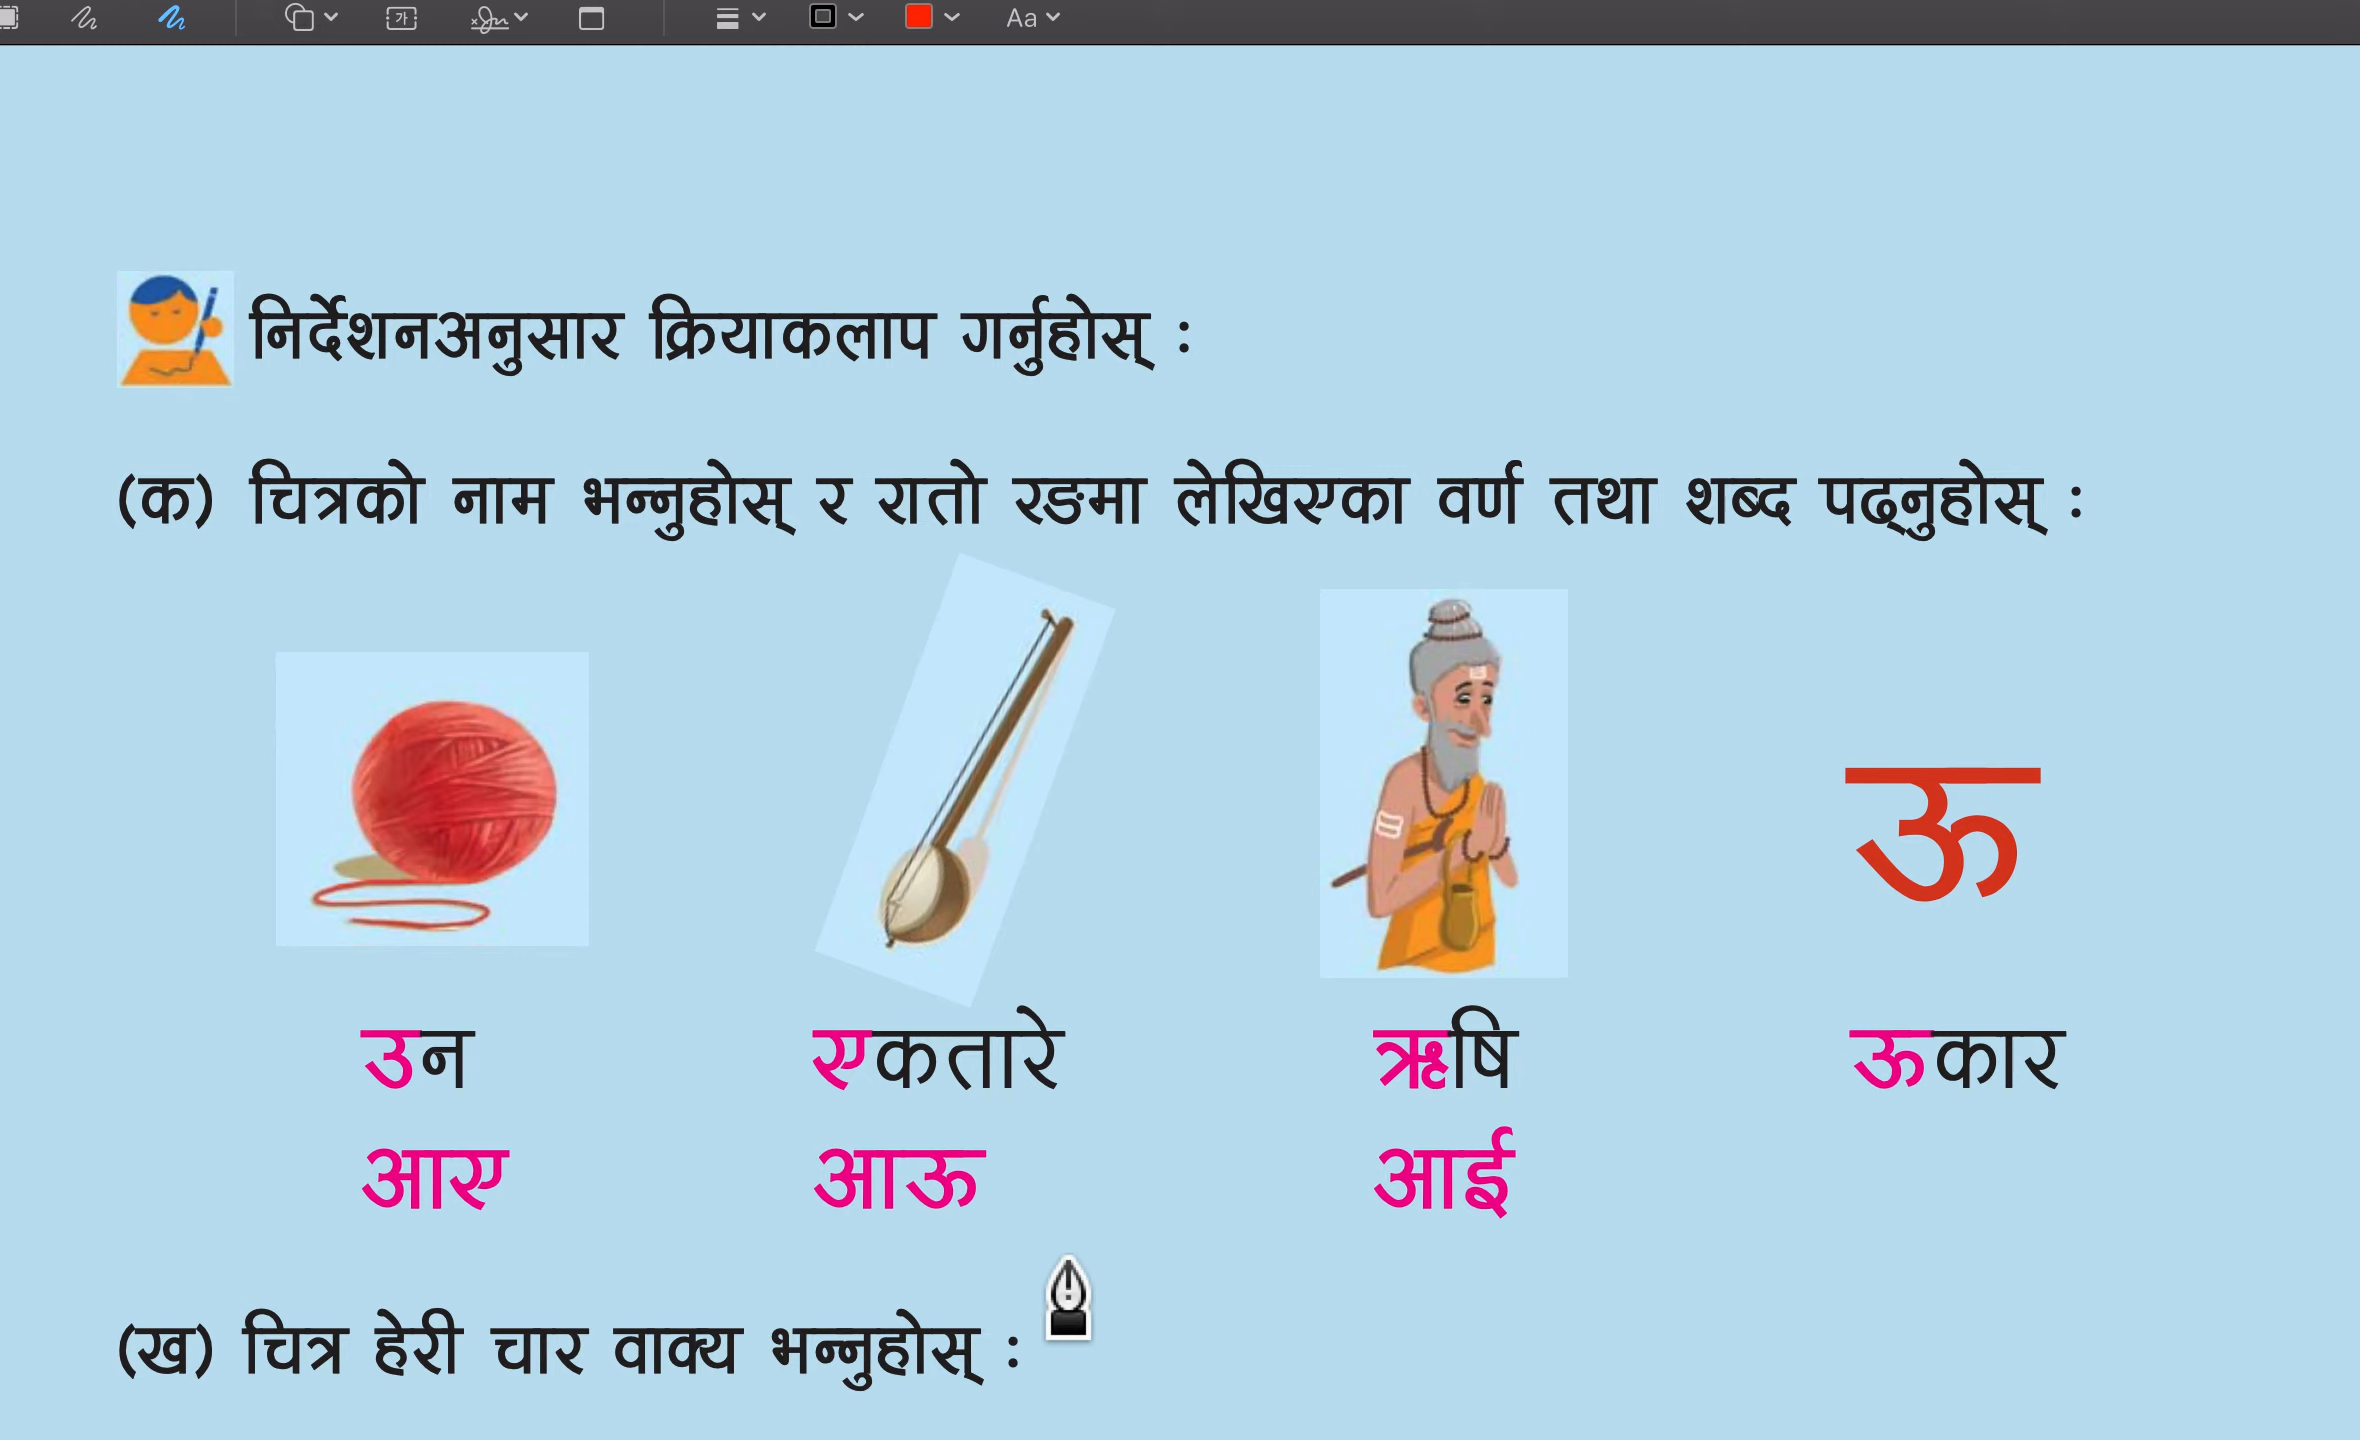 Aa
निर्देशनअनुसार क्रियाकलाप गर्नुहोस् :
(क) चित्रको नाम भन्नुहोस् र रातो रङमा लेखिएका वर्ण तथा शब्द पढ्नुहोस् :
ऊ
उन एकतारे ऋषि ऊकार
आए आऊ आई
(ख) चित्र हेरी चार वाक्य भन्नुहोस् :